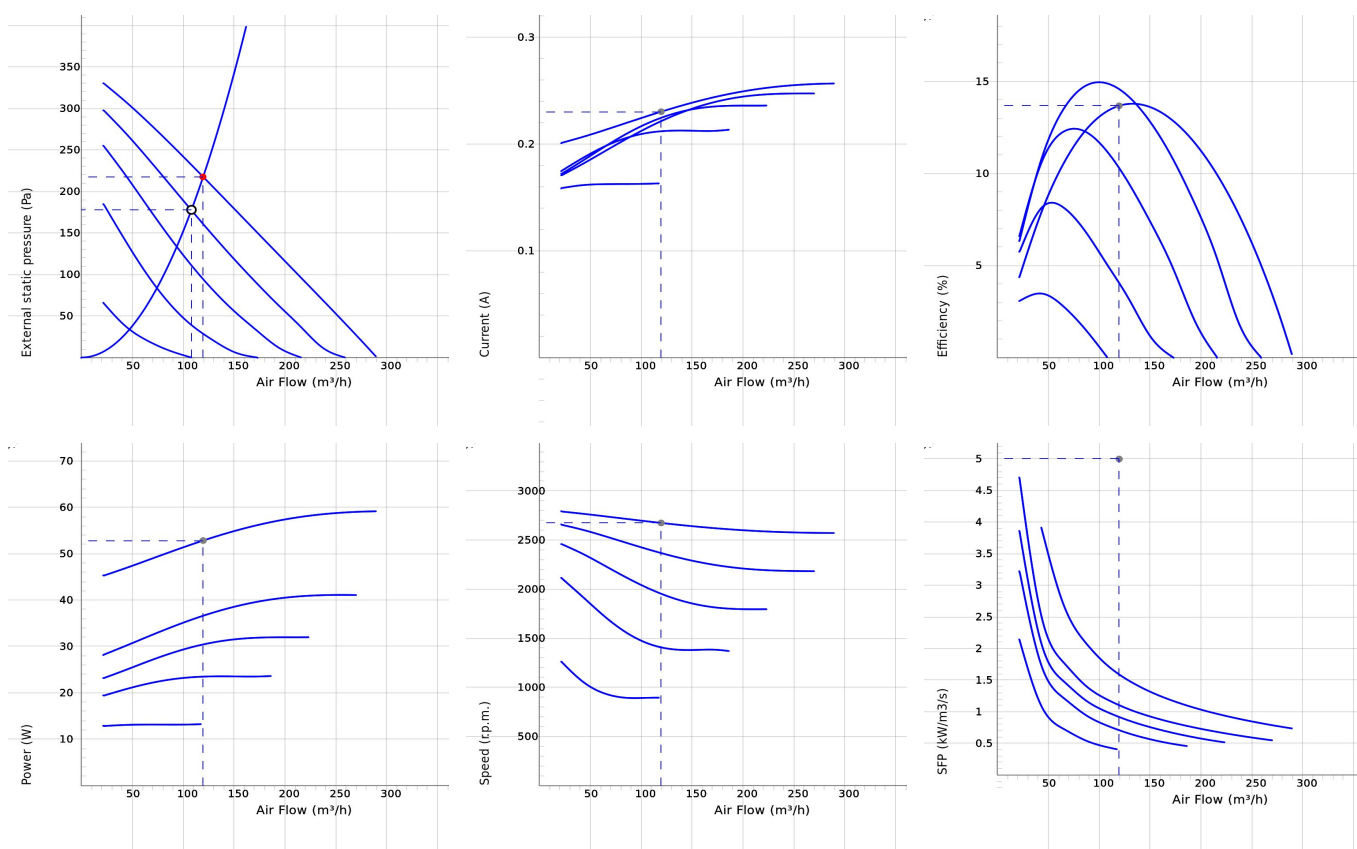 External static pressure (Pa)
350
300
250
200
150
100
50
50 100 150 200 250 300
Air Flow (m³/h)
Current (A)
0.3
0.2
0.1
50 100 150 200 250 300
Air Flow (m³/h)
Efficiency (%)
15
10
5
50 100 150 200 250 300
Air Flow (m³/h)
Power (W)
70
60
50
40
30
20
10
50 100 150 200 250 300
Air Flow (m³/h)
Speed (r.p.m.)
3000
2500
2000
1500
1000
500
50 100 150 200 250 300
Air Flow (m³/h)
SFP (kW/m3/s)
5
4.5
4
3.5
3
2.5
2
1.5
1
0.5
50 100 150 200 250 300
Air Flow (m³/h)